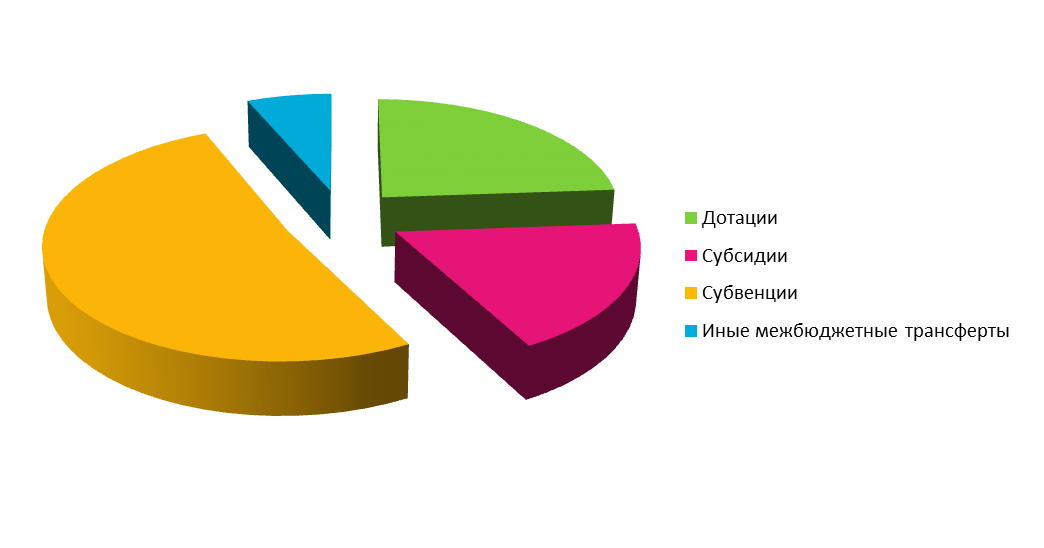 Дотации
Субсидии
Субвенции
Иные межбюджетные трансферты